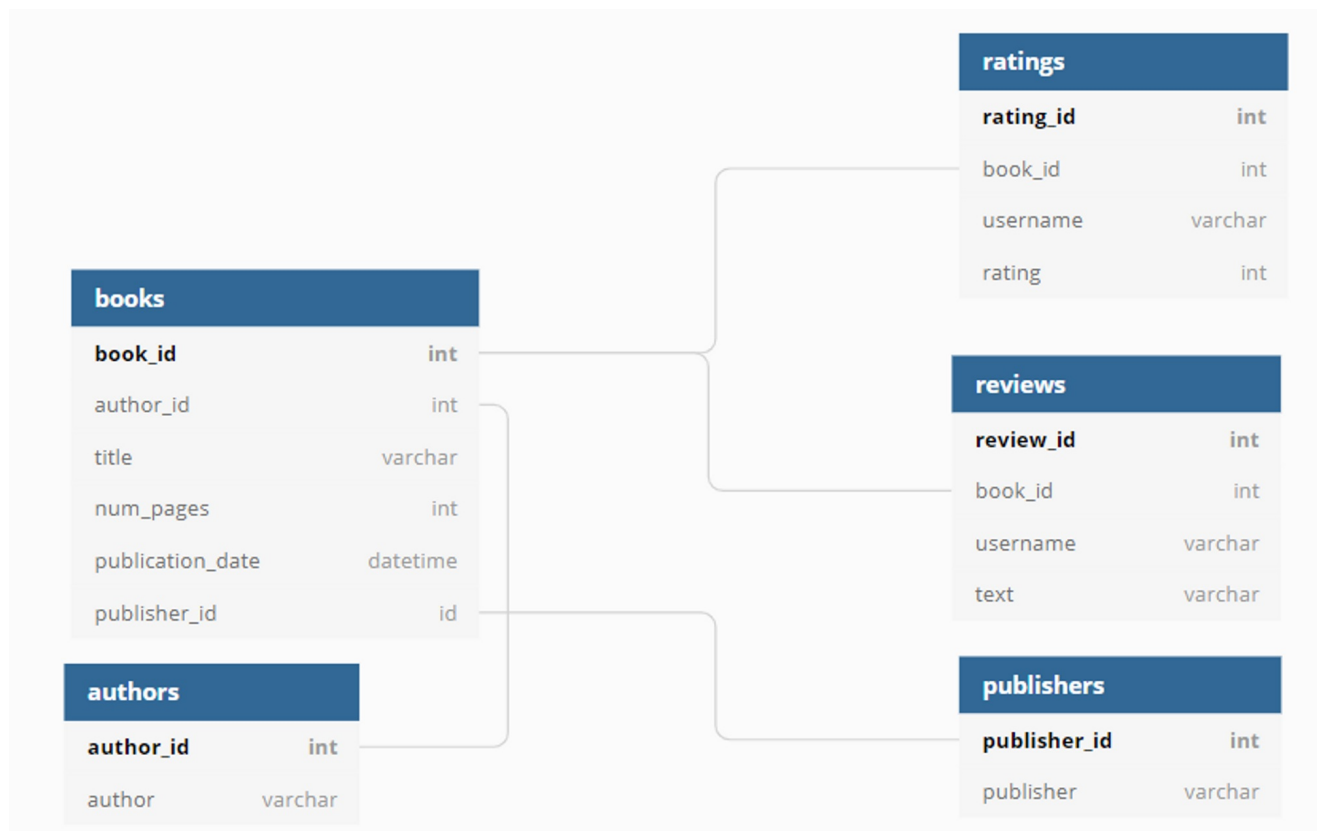 books
book_id int
author_id int
title varchar
num_pages int
publication_date datetime
publisher_id id
authors
author_id int
author varchar
ratings
rating_id int
book_id int
username varchar
rating int
reviews
review_id int
book_id int
username varchar
text varchar
publishers
publisher_id int
publisher varchar